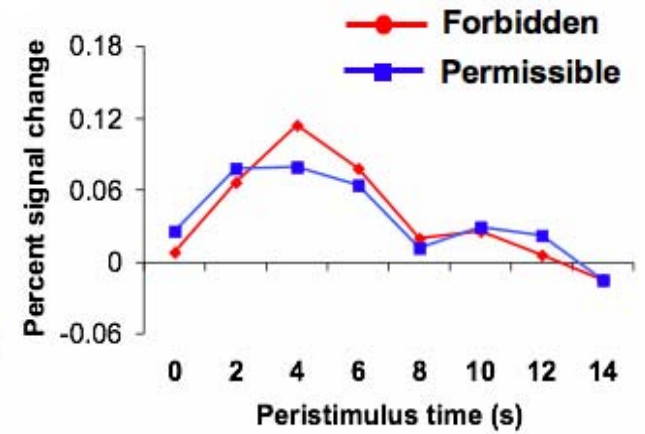 Forbidden
Permissible
Percent signal change
0.18
0.12
0.06
0
-0.06
0 2 4 6 8 10 12 14
Peristimulus time (s)